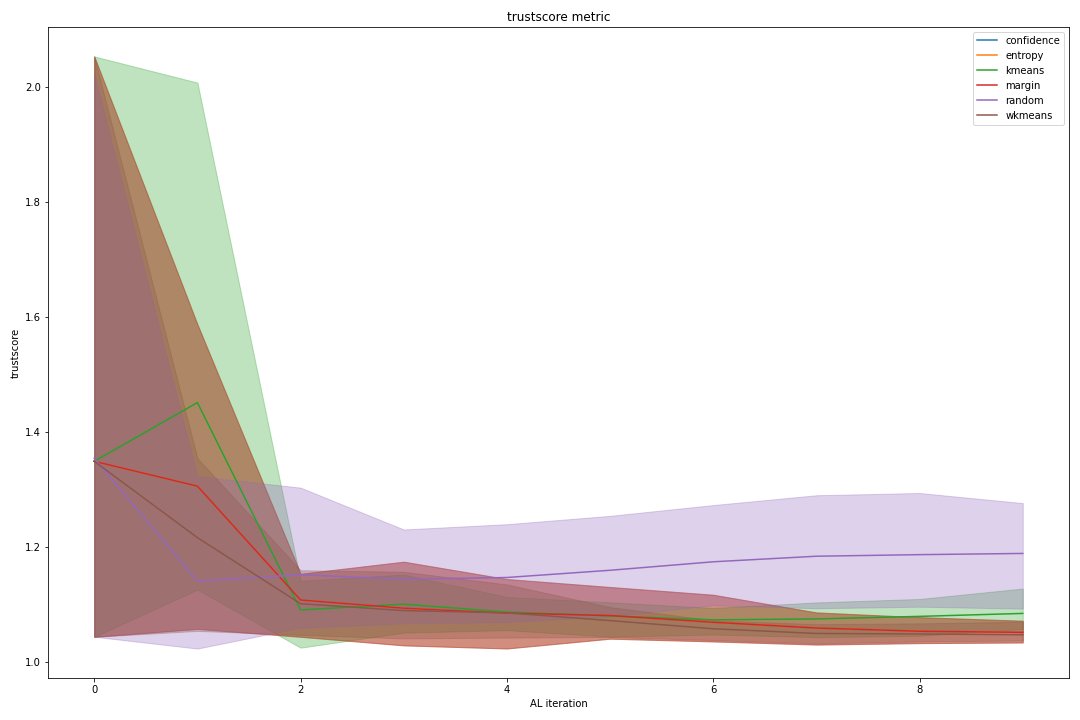 trustscore metric
confidence
entropy
kmeans
margin
random
wkmeans
trustscore
2.0
1.8
1.6
1.4
1.2
1.0
0 2 4 6 8
AL iteration